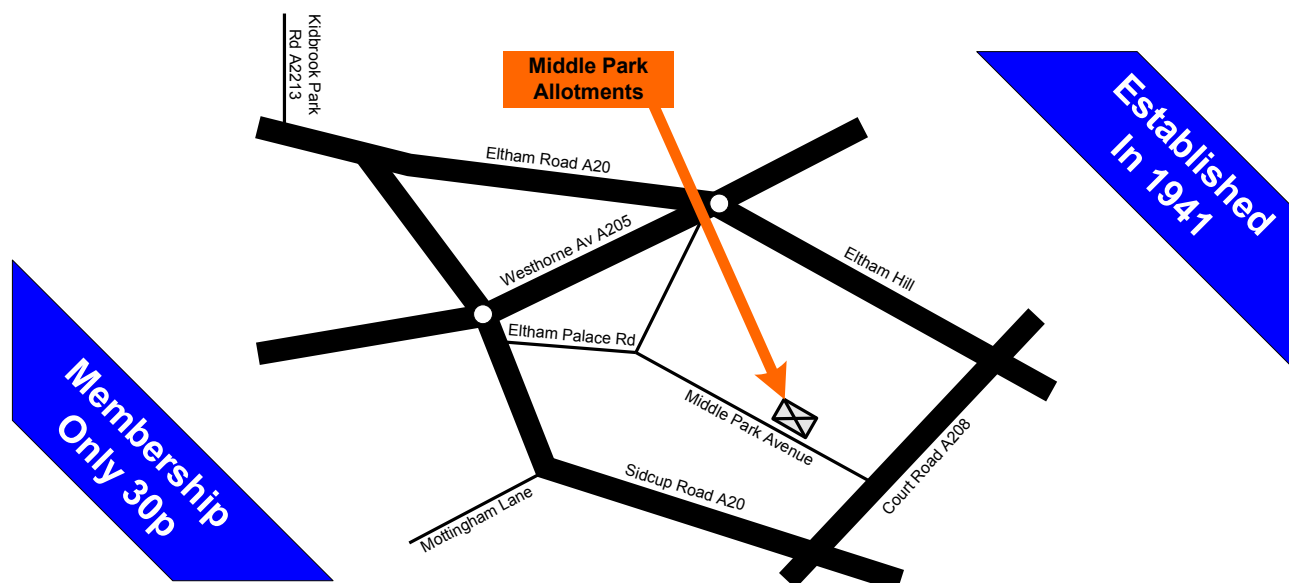 Kidbrook Park
Rd A2213
Middle Park
Allotments
Established
In 1941
Eltham Road A20
Westhorne Av A205
Eltham Hill
Eltham Palace Rd
Middle Park Avenue
Court Road A208
Sidcup Road A20
Mottingham Lane
Membership
Only 30p